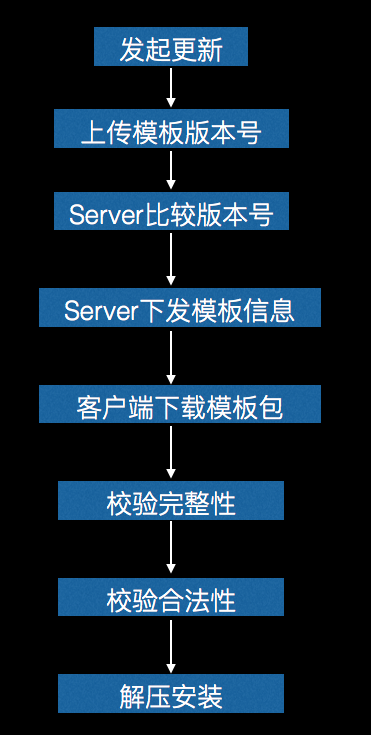 发起更新
上传模板版本号
Server比较版本号
Server下发模板信息
客户端下载模板包
校验完整性
校验合法性
解压安装